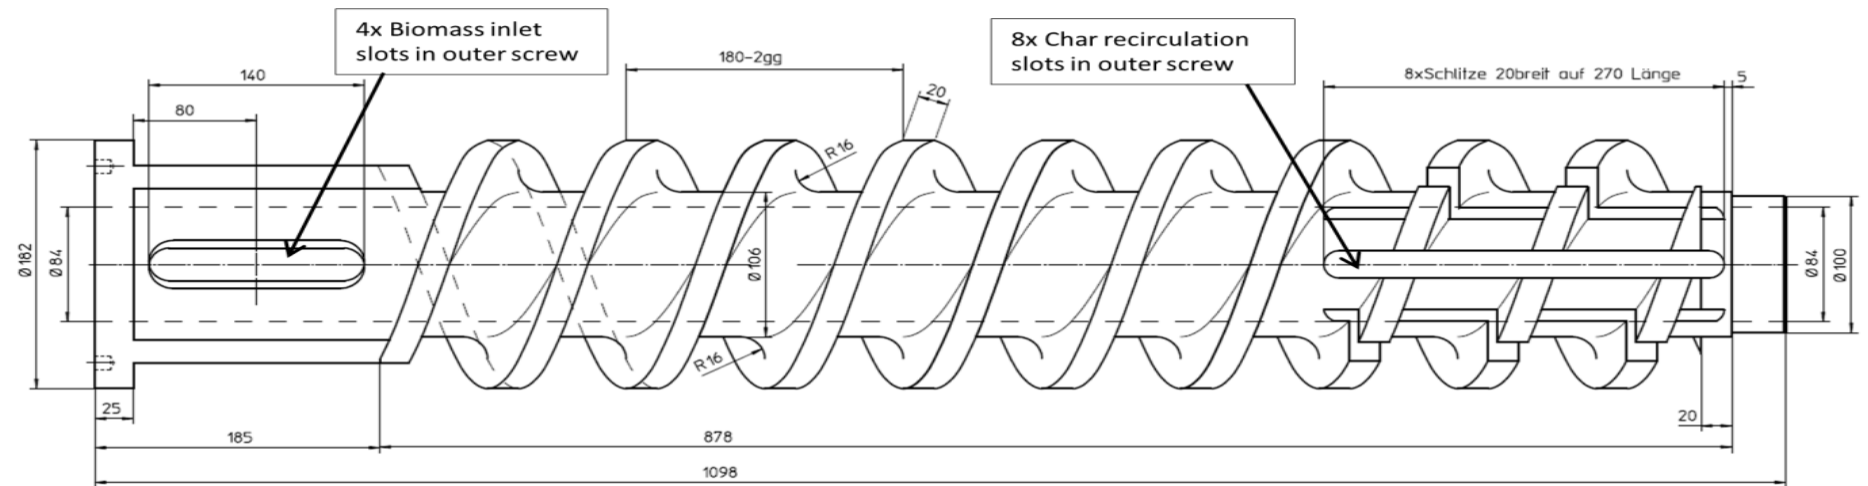 4x Biomass inlet
slots in outer screw
8x Char recirculation
slots in outer screw
180-2gg
140
20
8xSchlitze 20breit auf 270 Länge
5
80
R16
Ø182
Ø84
Ø106
Ø84
Ø100
R16
25
20
185
878
1098